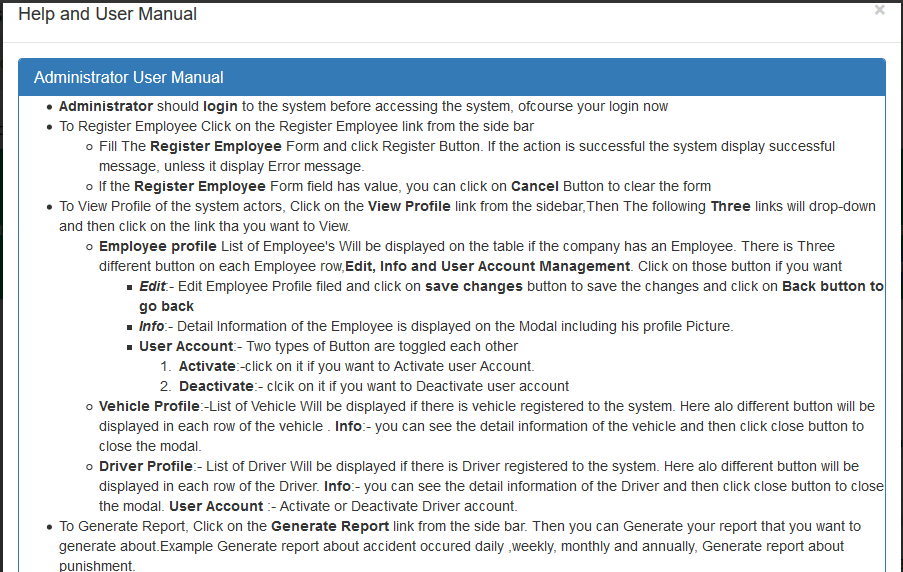 Help and User Manual
×
Administrator User Manual
• Administrator should login to the system before accessing the system, ofcourse your login now
• To Register Employee Click on the Register Employee link from the side bar
○ Fill The Register Employee Form and click Register Button. If the action is successful the system display successful
message, unless it display Error message.
○ If the Register Employee Form field has value, you can click on Cancel Button to clear the form
• To View Profile of the system actors, Click on the View Profile link from the sidebar,Then The following Three links will drop-down
and then click on the link tha you want to View.
○ Employee profile List of Employee's Will be displayed on the table if the company has an Employee. There is Three
different button on each Employee row,Edit, Info and User Account Management. Click on those button if you want
▪ Edit:- Edit Employee Profile filed and click on save changes button to save the changes and click on Back button to
go back
▪ Info:- Detail Information of the Employee is displayed on the Modal including his profile Picture.
▪ User Account:- Two types of Button are toggled each other
1. Activate:-click on it if you want to Activate user Account.
2. Deactivate:- clcik on it if you want to Deactivate user account
○ Vehicle Profile:-List of Vehicle Will be displayed if there is vehicle registered to the system. Here alo different button will be
displayed in each row of the vehicle . Info:- you can see the detail information of the vehicle and then click close button to
close the modal.
○ Driver Profile:- List of Driver Will be displayed if there is Driver registered to the system. Here alo different button will be
displayed in each row of the Driver. Info:- you can see the detail information of the Driver and then click close button to close
the modal. User Account :- Activate or Deactivate Driver account.
• To Generate Report, Click on the Generate Report link from the side bar. Then you can Generate your report that you want to
generate about.Example Generate report about accident occured daily ,weekly, monthly and annually, Generate report about
punishment.